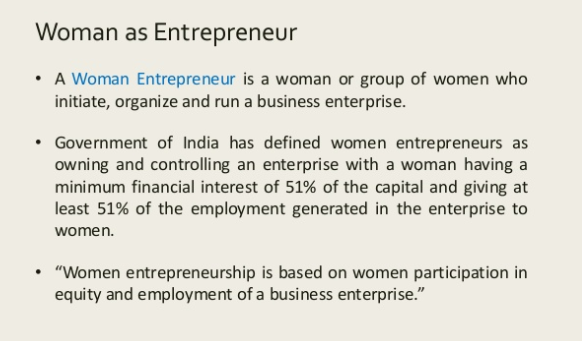 Woman as Entrepreneur
• A Woman Entrepreneur is a woman or group of women who
initiate, organize and run a business enterprise.
• Government of India has defined women entrepreneurs as
owning and controlling an enterprise with a woman having a
minimum financial interest of 51% of the capital and giving at
least 51% of the employment generated in the enterprise to
women.
• “Women entrepreneurship is based on women participation in
equity and employment of a business enterprise.”